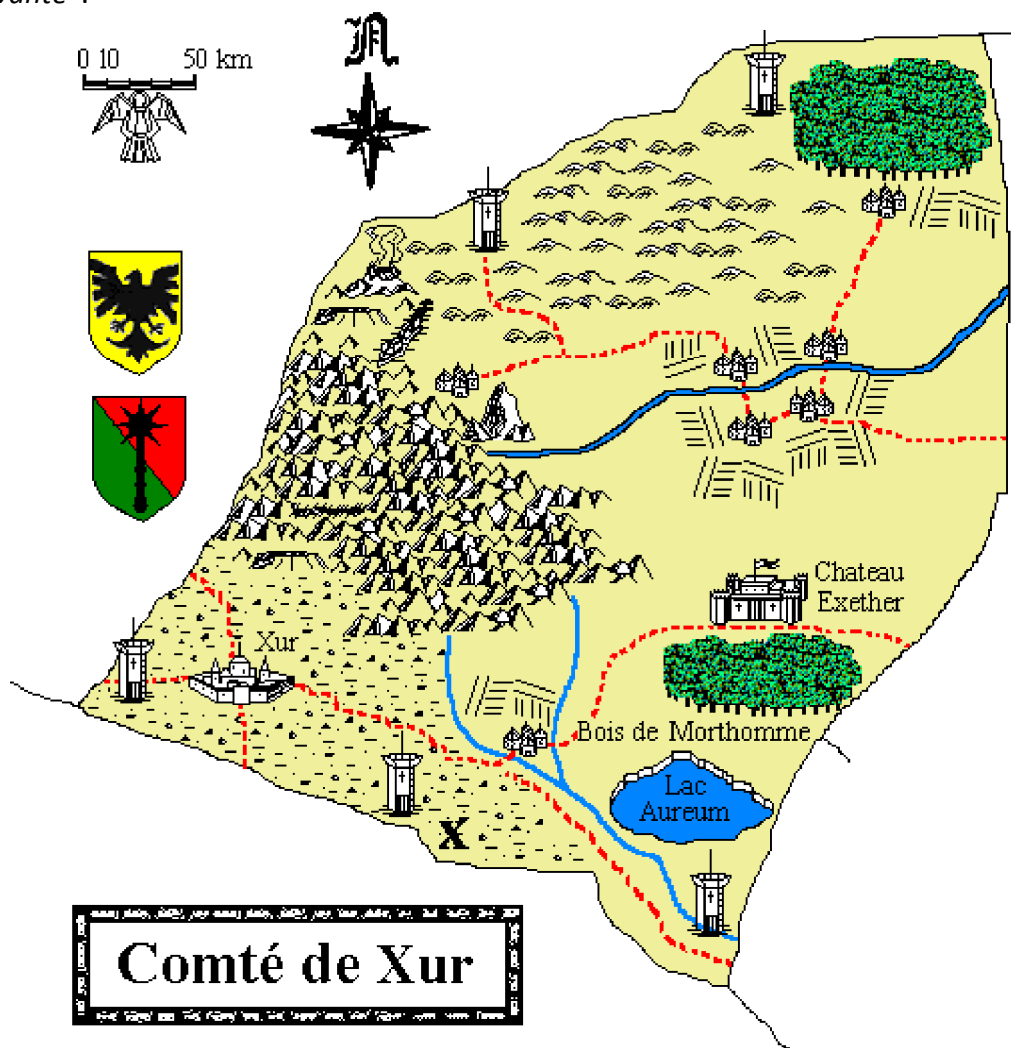 0 10 50 km
N
Chateau
Exether
Xur
Bois de Morthomme
Lac
Aureum
X
Comté de Xur